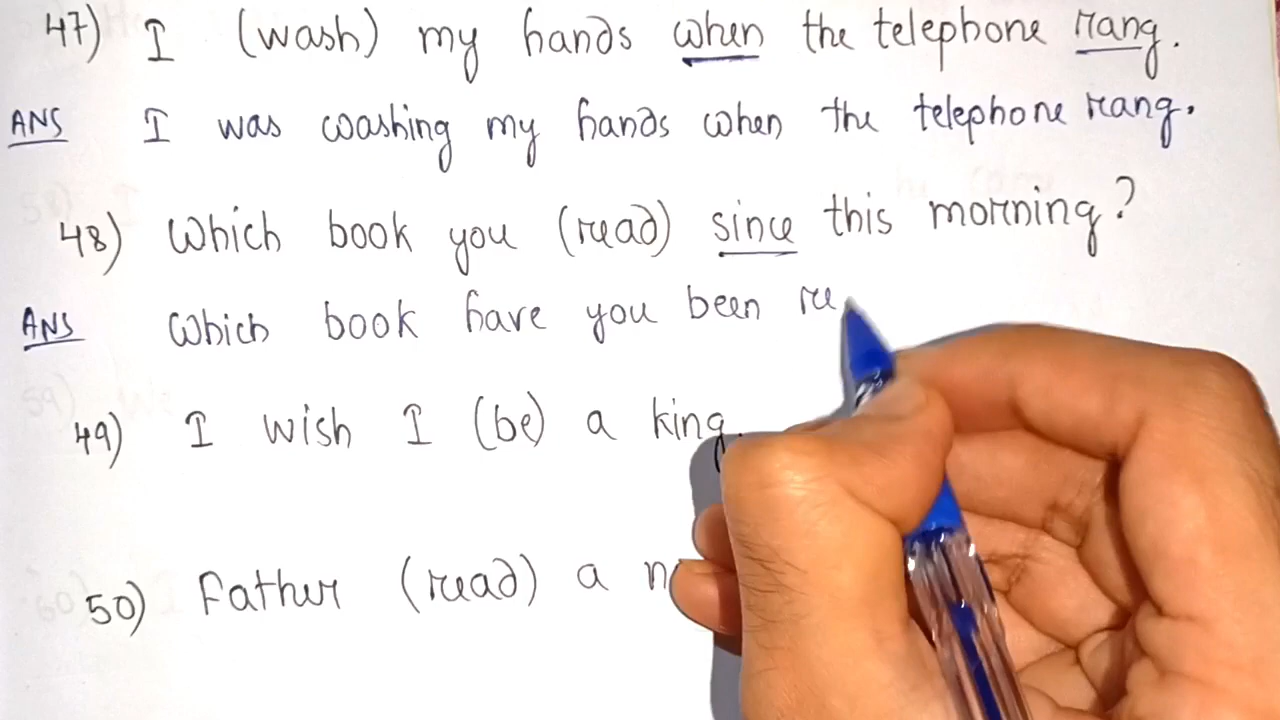 47) I (wash) my hands when the telephone rang.
ANS I was washing my hands when the telephone rang.
48) Which book you (read) since this morning?
ANS Which book have you been re
49) I wish I (be) a king.
50) Father (read) a n